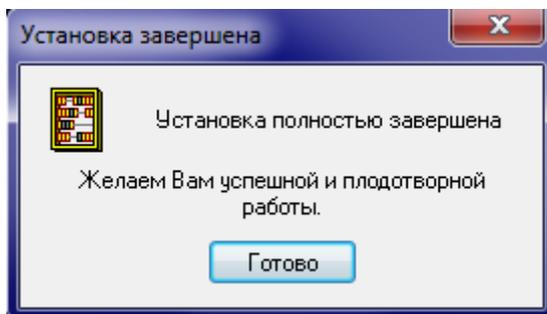 Установка завершена
Установка полностью завершена
Желаем Вам успешной и плодотворной
работы.
Готово